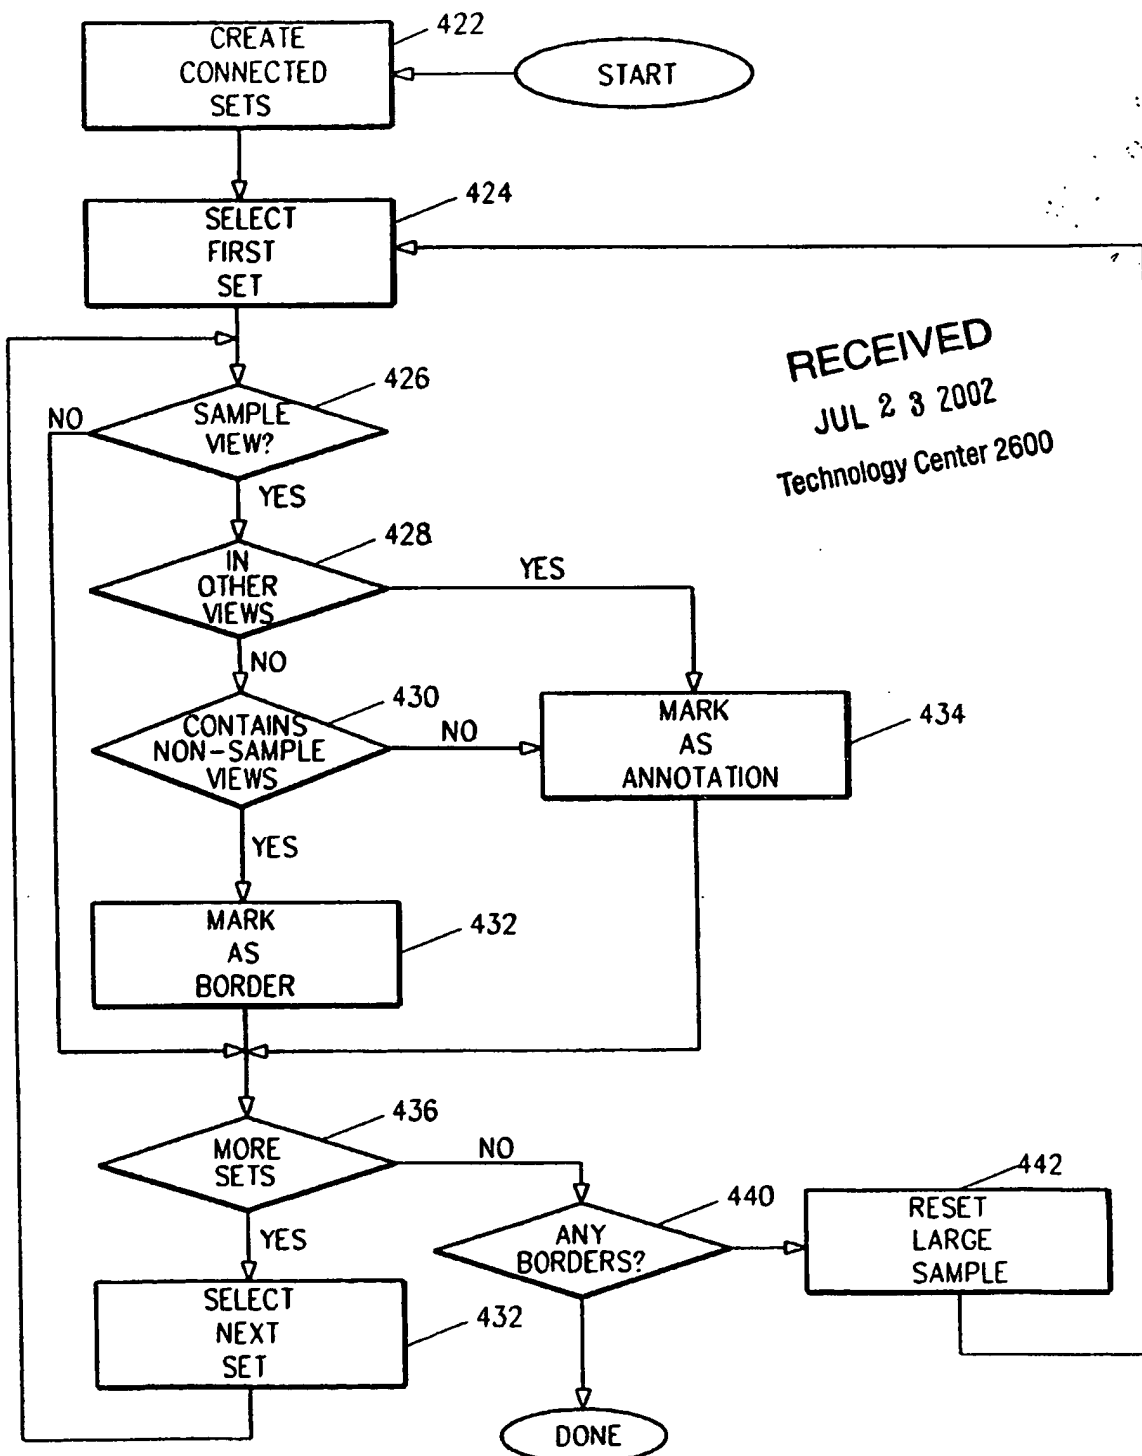 CREATE
CONNECTED
SETS
422
START
SELECT
FIRST
SET
424
RECEIVED
JUL 23 2002
Technology Center 2600
SAMPLE
VIEW?
426
NO
YES
IN
OTHER
VIEWS
428
YES
NO
CONTAINS
NON-SAMPLE
VIEWS
430
NO
YES
MARK
AS
ANNOTATION
434
MARK
AS
BORDER
432
MORE
SETS
436
NO
YES
ANY
BORDERS?
440
RESET
LARGE
SAMPLE
442
SELECT
NEXT
SET
432
DONE